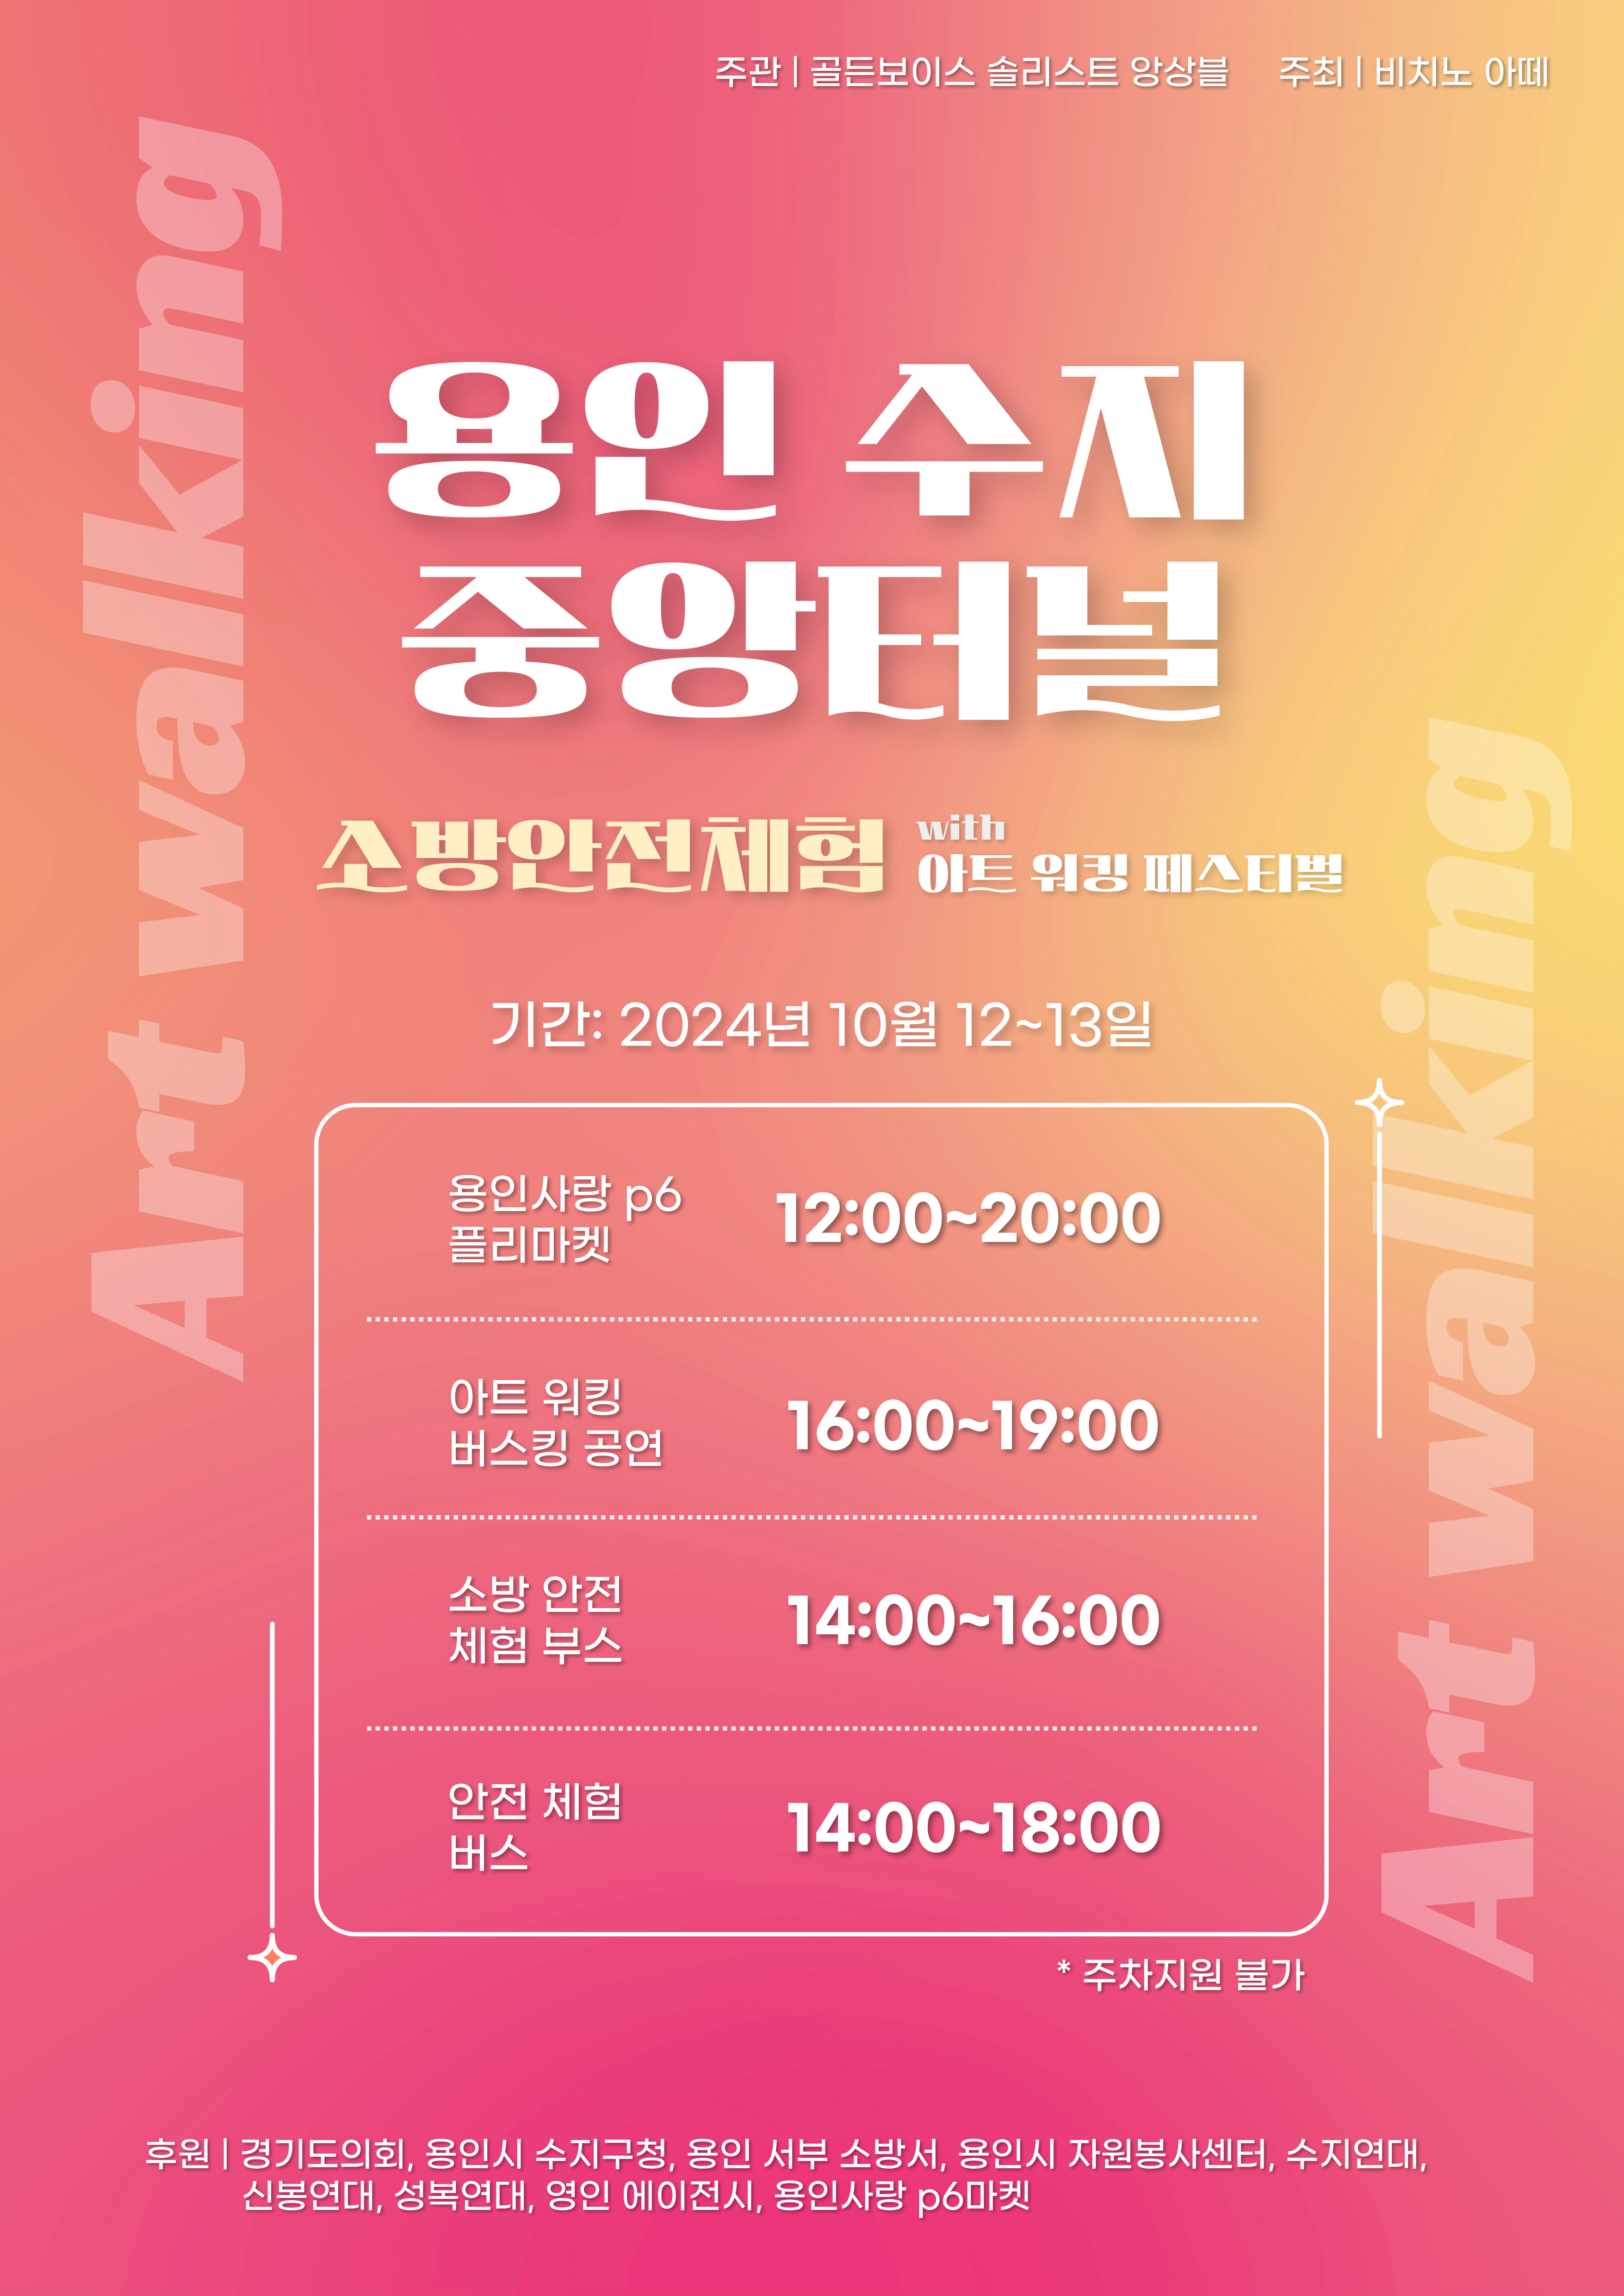 주관 | 골든보이스 솔리스트 앙상블 주최 | 비치노 아떼
Art walking
용인 수지
중앙터널
소방안전체험 with
아트 워킹 페스티벌
기간: 2024년 10월 12~13일
용인사랑 p6
플리마켓
12:00~20:00
아트 워킹
버스킹 공연
16:00~19:00
소방 안전
체험 부스
14:00~16:00
안전 체험
버스
14:00~18:00
Art walking
* 주차지원 불가
후원 | 경기도의회, 용인시 수지구청, 용인 서부 소방서, 용인시 자원봉사센터, 수지연대,
신봉연대, 성복연대, 영인 에이전시, 용인사랑 p6마켓